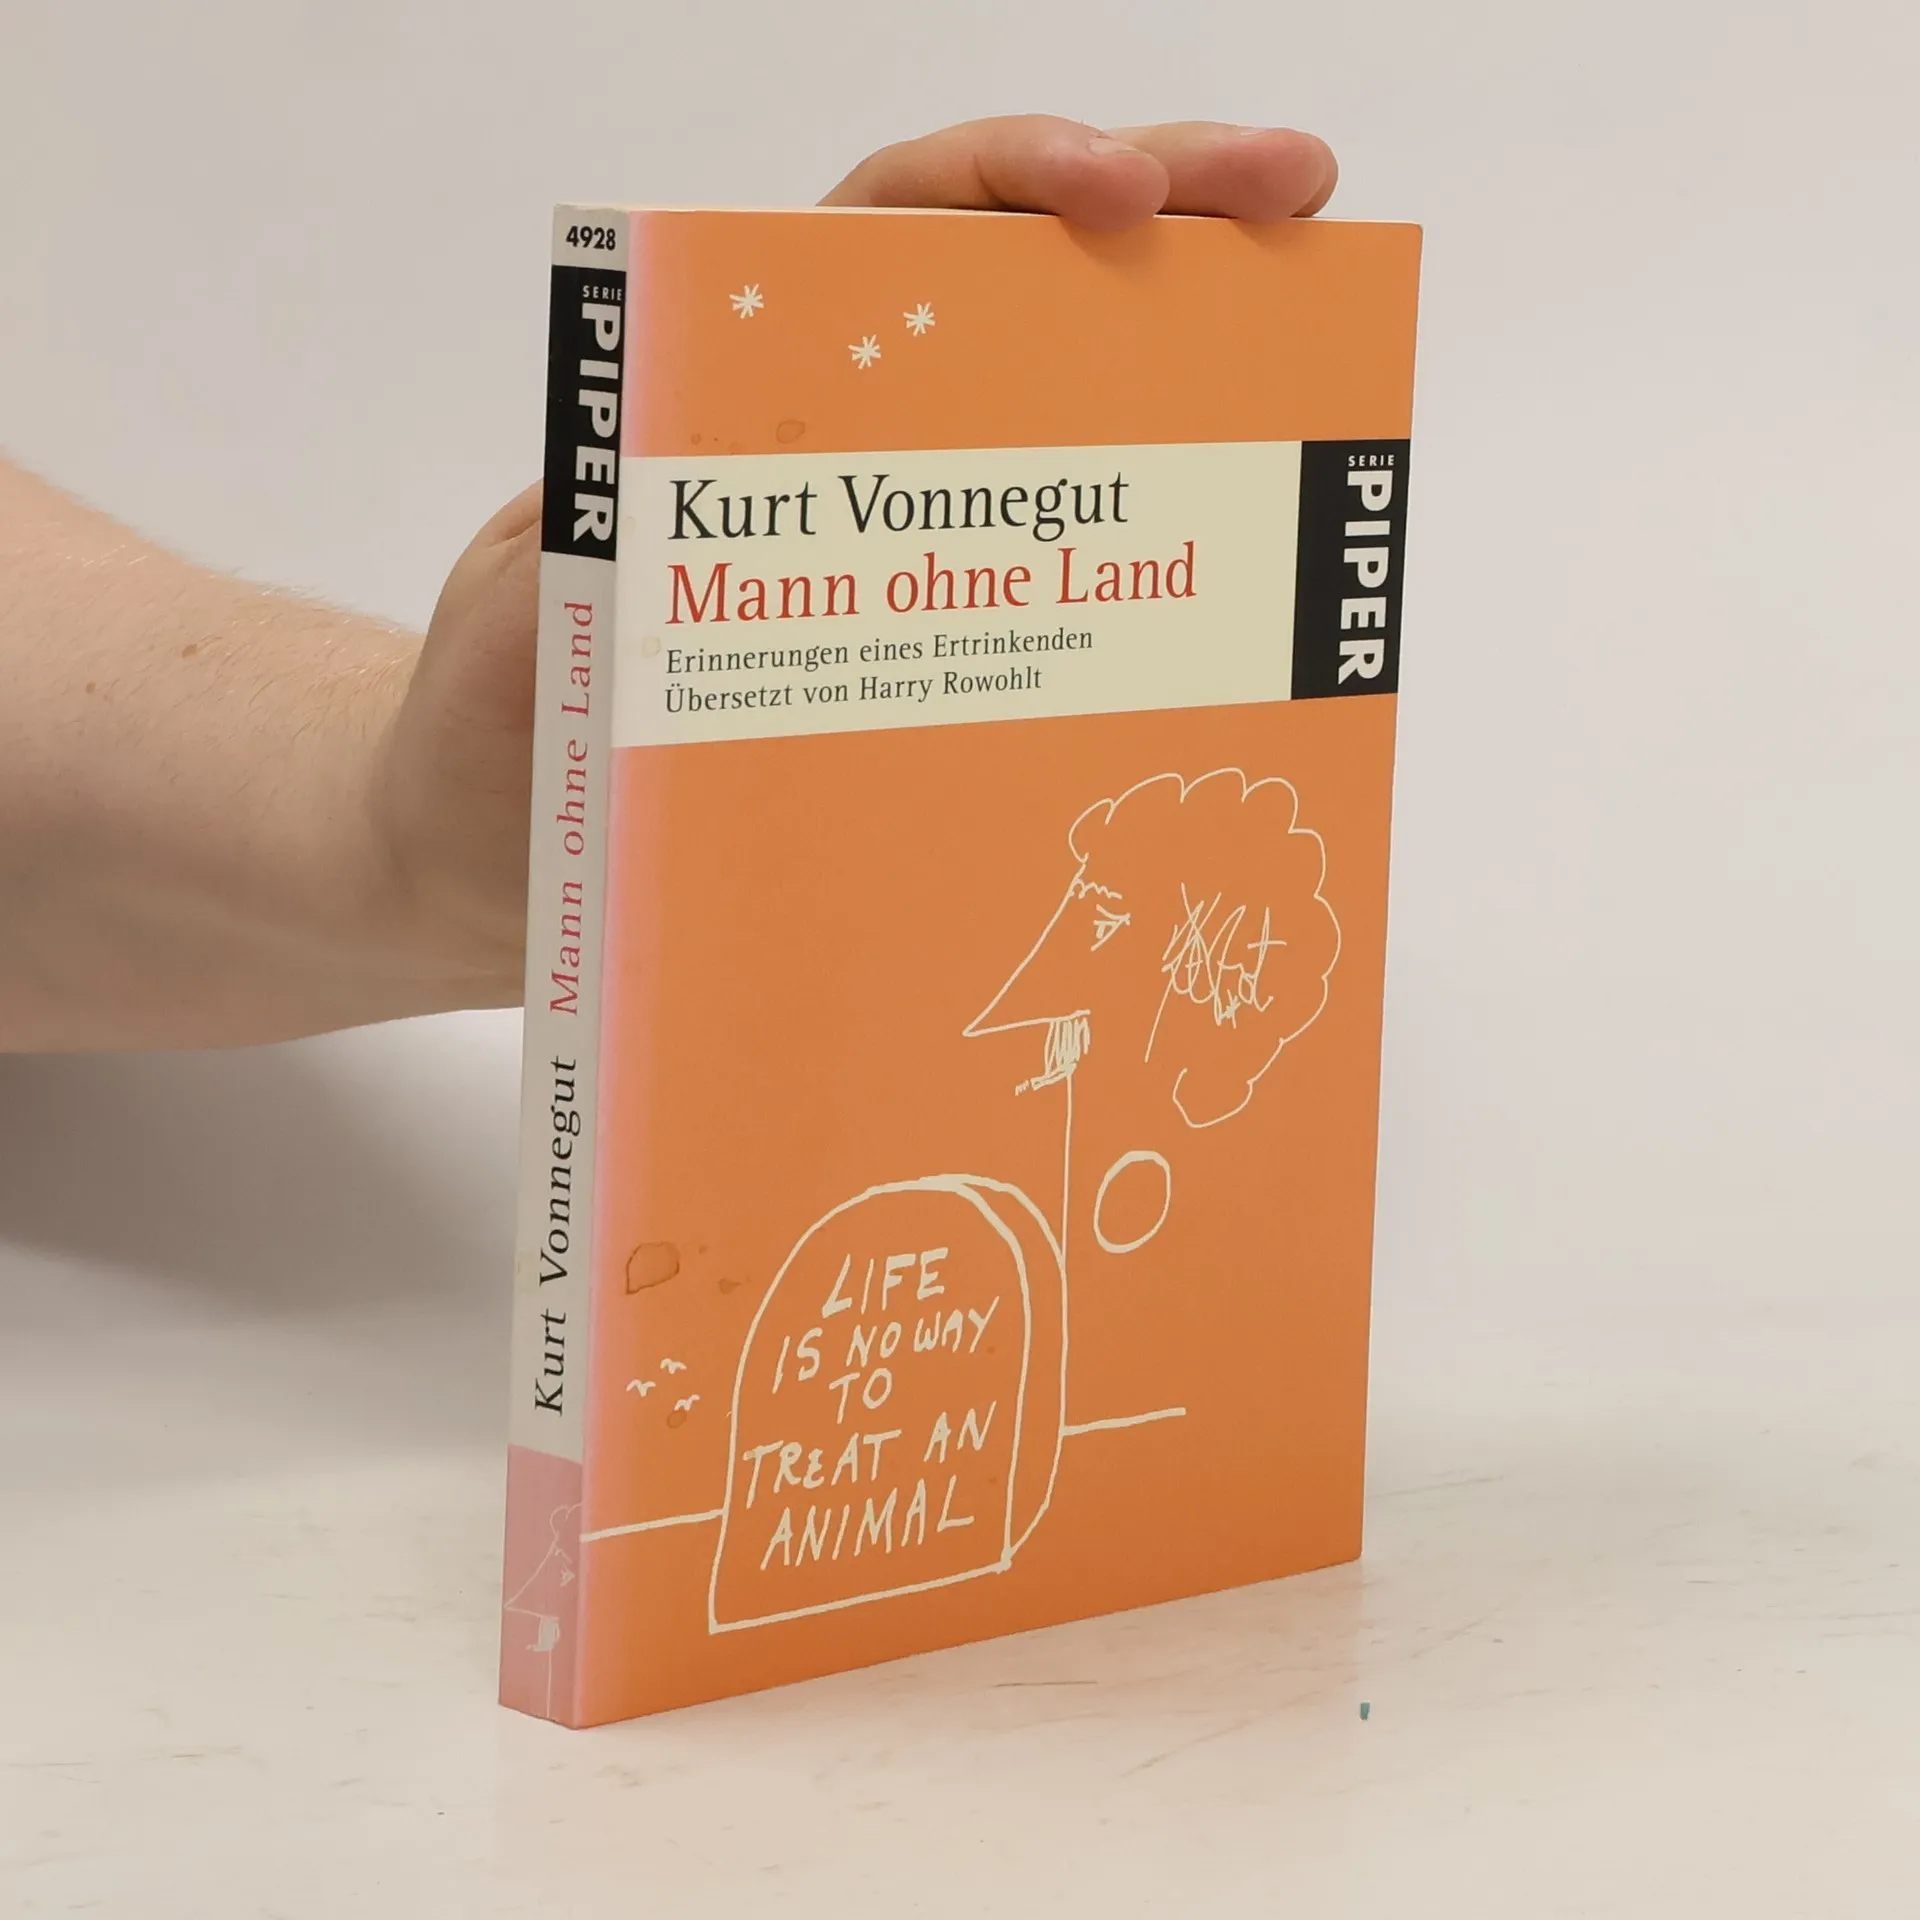 4928
SERIE
PIPER
Kurt Vonnegut Mann ohne Land
Kurt Vonnegut
Mann ohne Land
Erinnerungen eines Ertrinkenden
Übersetzt von Harry Rowohlt
SERIE
PIPER
LIFE
IS NO WAY
TO
TREAT AN
ANIMAL